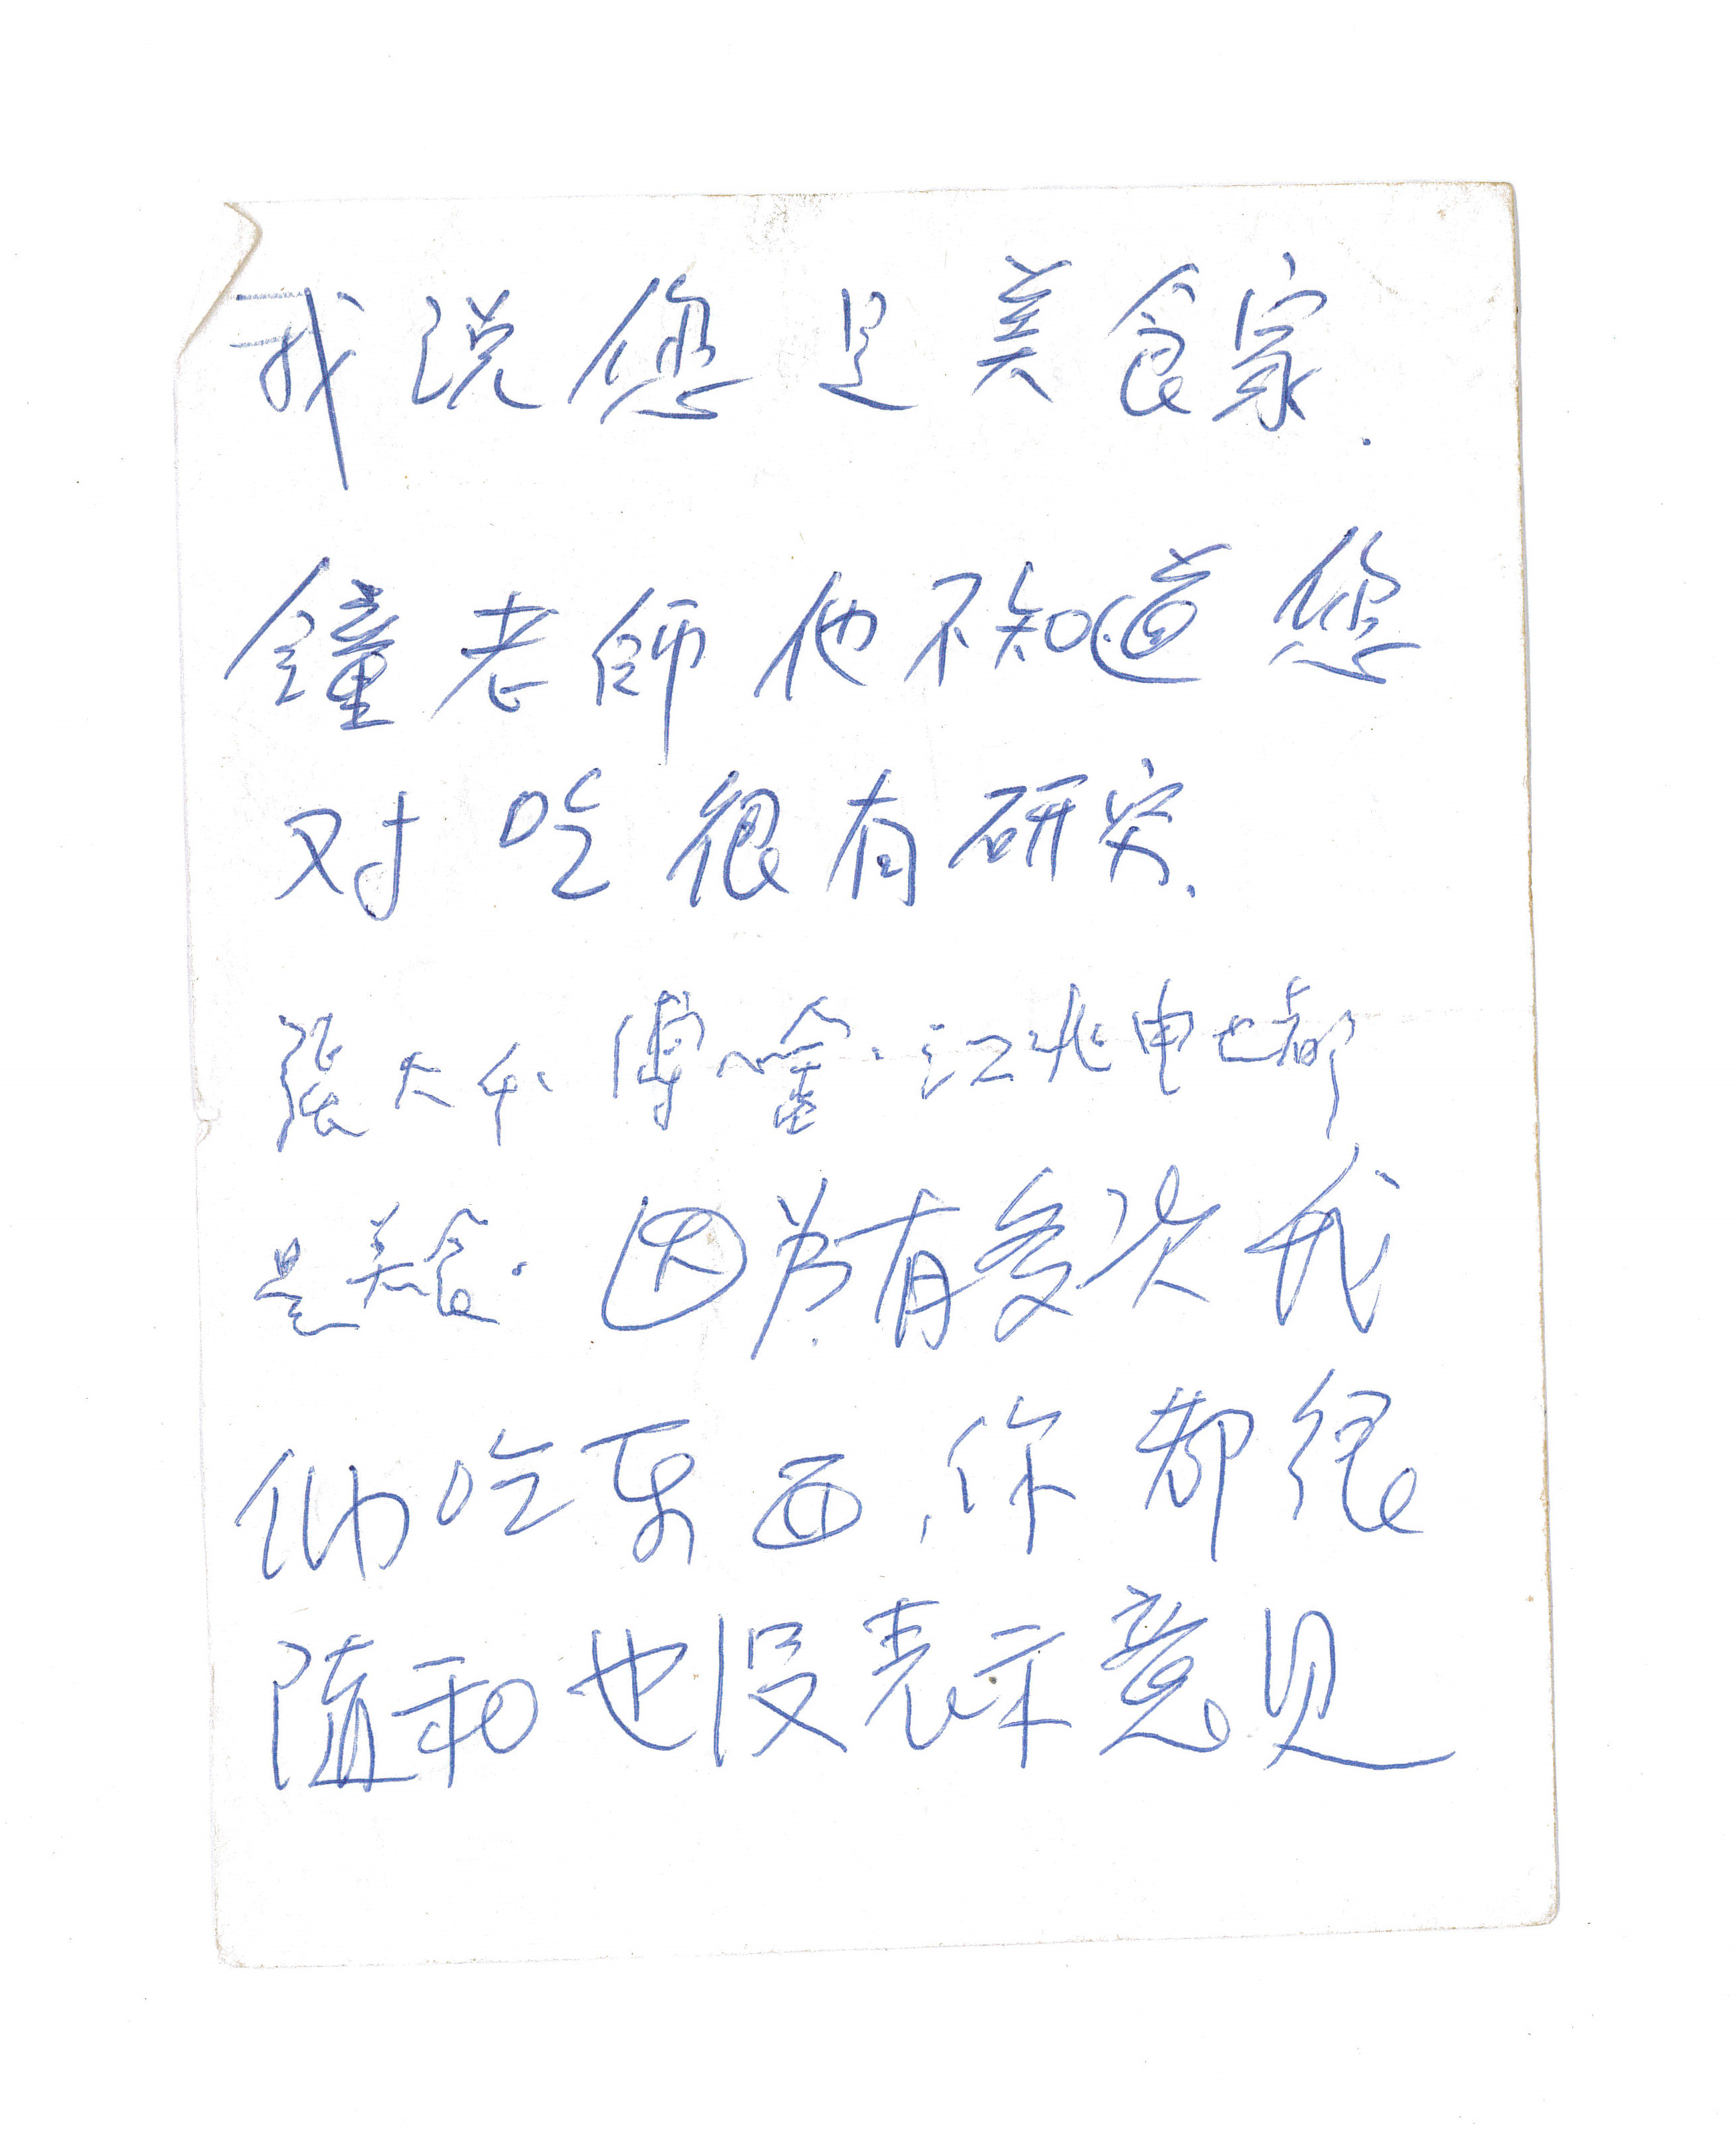 我说您是美食家.
鐘老師他不知道您
对吃很有研究.
張大千、傅心畬、江兆申也都
是美食. 因为有多次我
们吃东西,你都很
随和也没表示意见